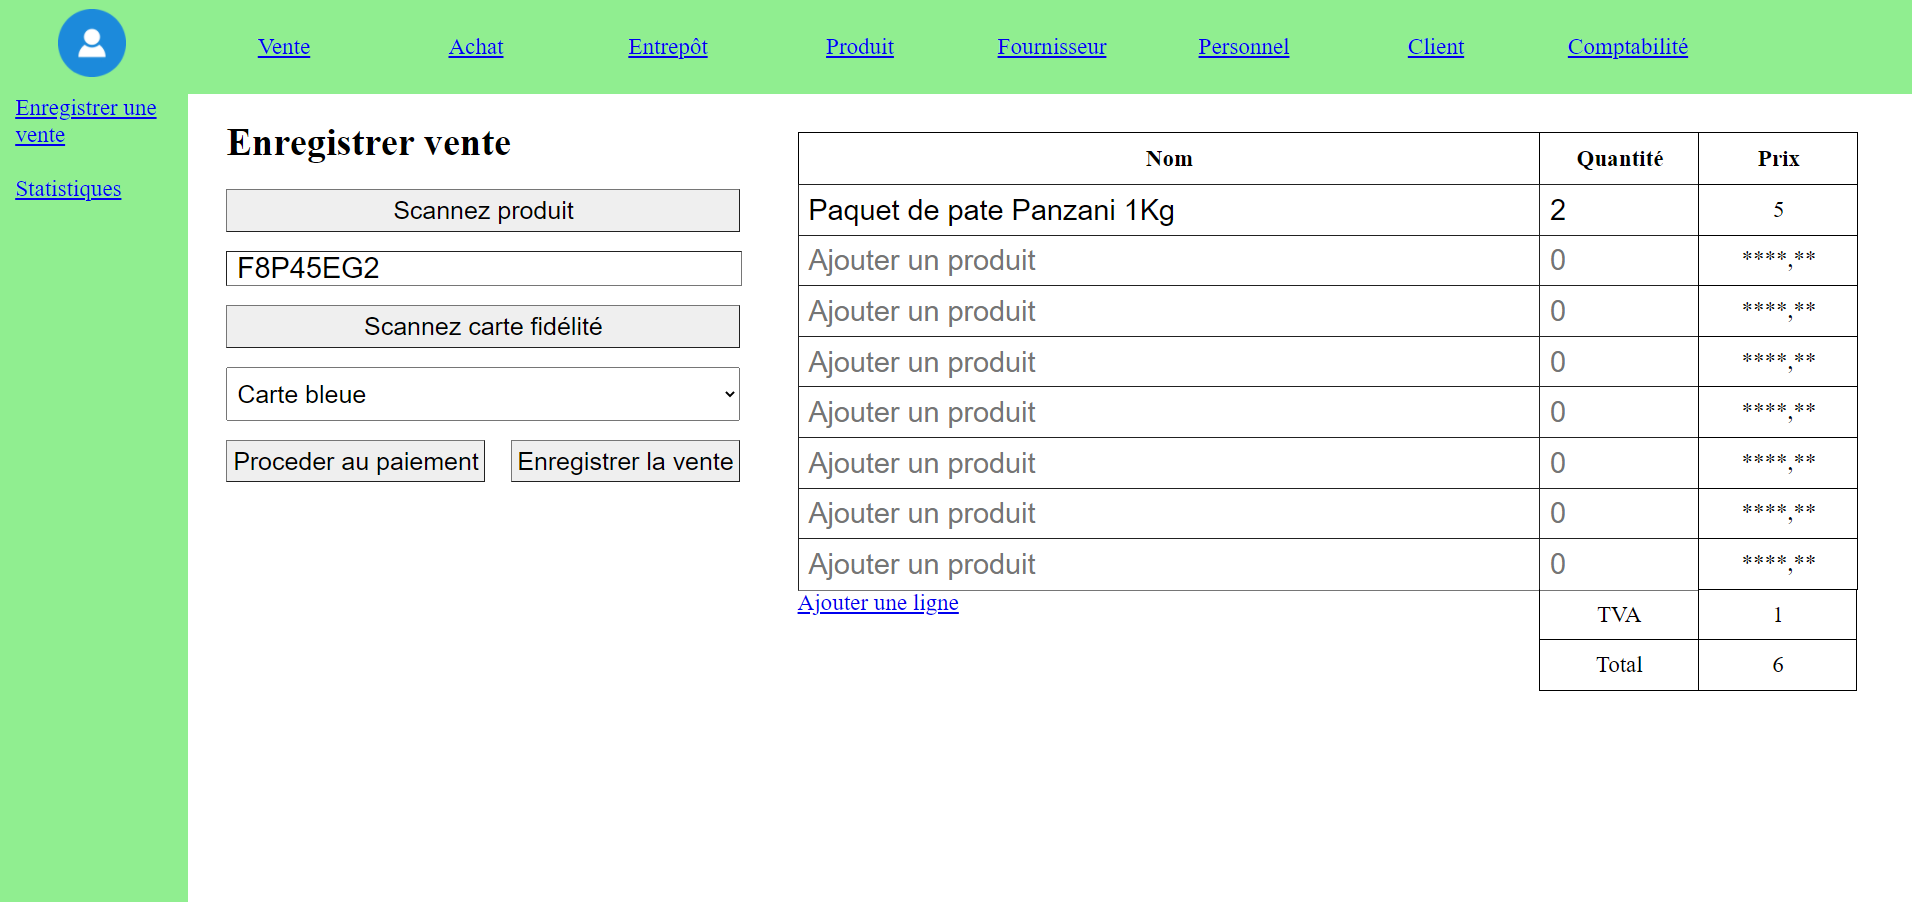 Vente Achat Entrepôt Produit Fournisseur Personnel Client Comptabilité
Enregistrer une
vente
Statistiques
Enregistrer vente
Scannez produit
F8P45EG2
Scannez carte fidélité
Carte bleue
Proceder au paiement Enregistrer la vente
Nom Quantité Prix
Paquet de pate Panzani 1Kg 2 5
Ajouter un produit 0 ****,**
Ajouter un produit 0 ****,**
Ajouter un produit 0 ****,**
Ajouter un produit 0 ****,**
Ajouter un produit 0 ****,**
Ajouter un produit 0 ****,**
Ajouter un produit 0 ****,**
Ajouter une ligne
TVA 1
Total 6